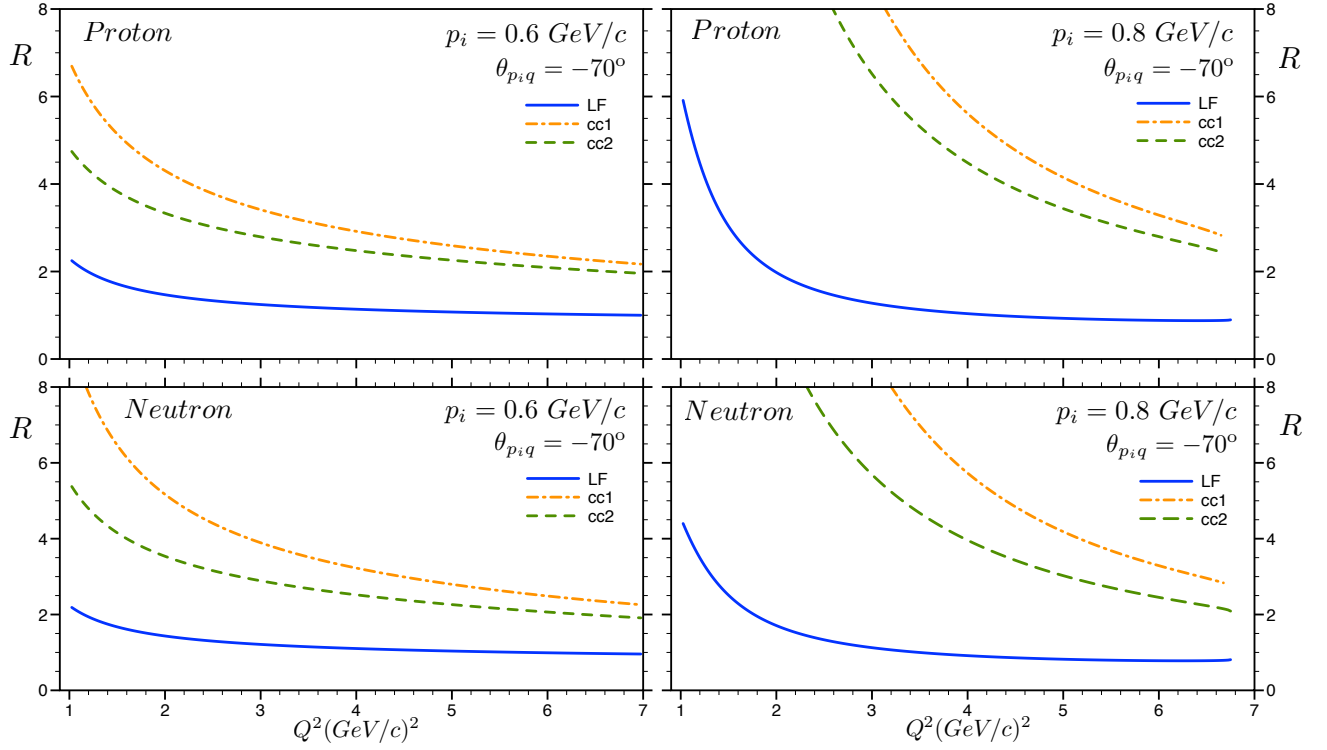 R
Proton
p_i = 0.6 GeV/c
θ_{p_i q} = −70°
LF
cc1
cc2
8
6
4
2
0
Proton
p_i = 0.8 GeV/c
θ_{p_i q} = −70°
LF
cc1
cc2
8
6
4
2
0
R
R
Neutron
p_i = 0.6 GeV/c
θ_{p_i q} = −70°
LF
cc1
cc2
8
6
4
2
0
1 2 3 4 5 6 7
Q²(GeV/c)²
Neutron
p_i = 0.8 GeV/c
θ_{p_i q} = −70°
LF
cc1
cc2
8
6
4
2
0
R
1 2 3 4 5 6 7
Q²(GeV/c)²